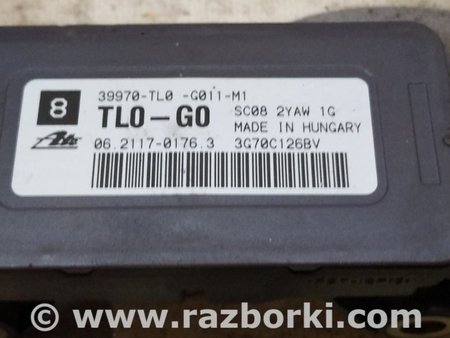 39970-TL0 -G011-M1
8
TL0-G0
SC08 2YAW 1G
MADE IN HUNGARY
Ate
06.2117-0176.3
3G70C126BV
© www.razborki.com